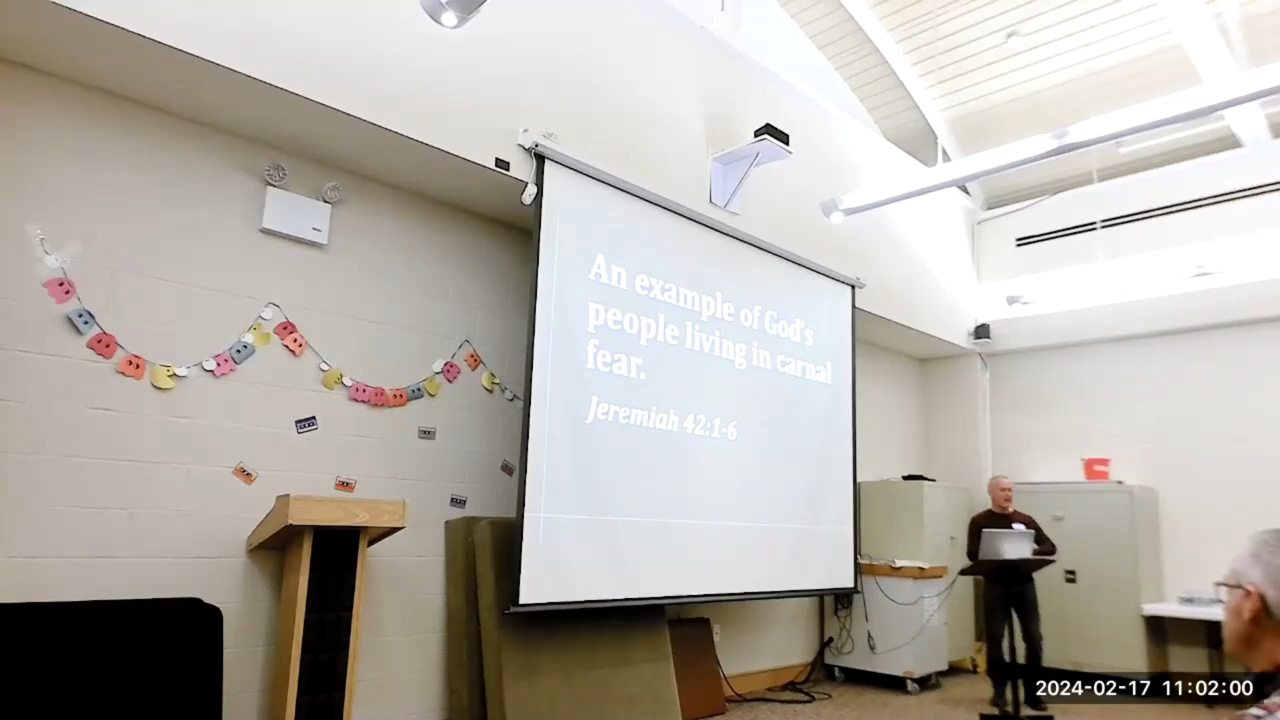 An example of God's
people living in carnal
fear.
Jeremiah 42:1-6
2024-02-17 11:02:00